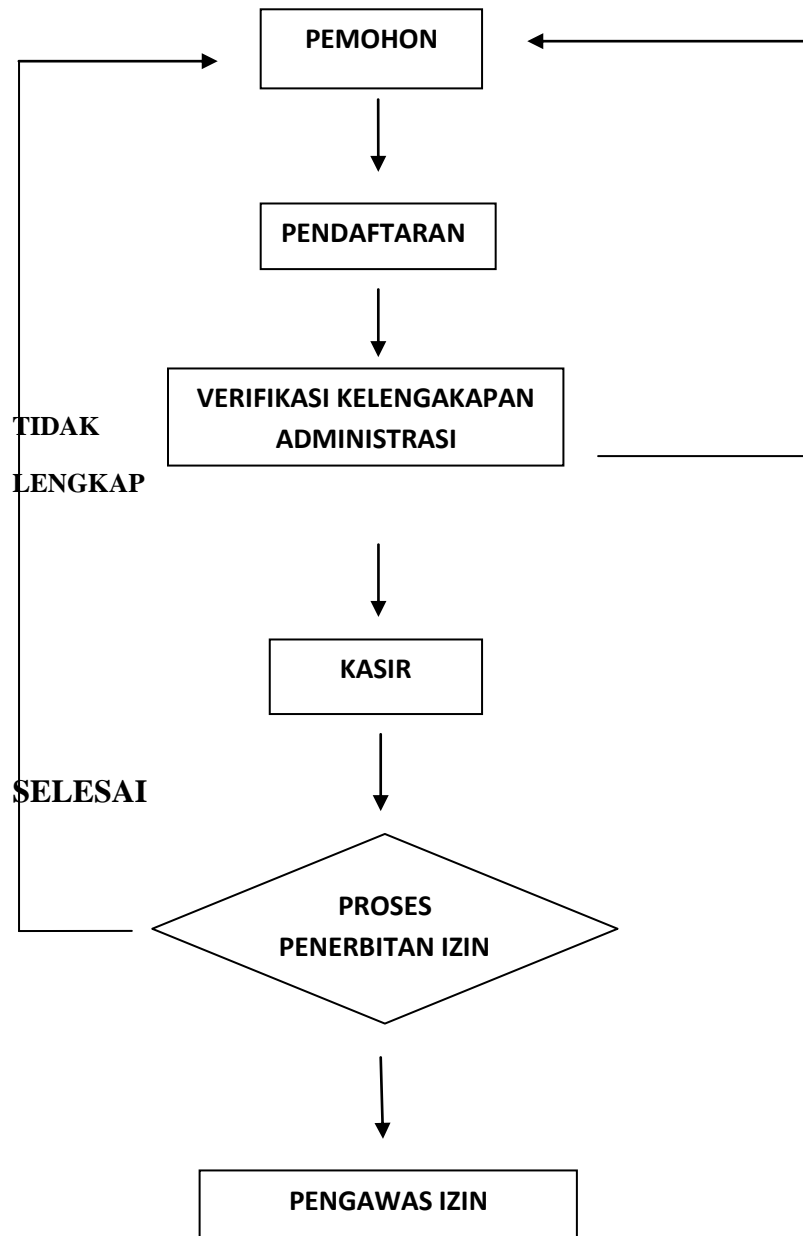 PEMOHON
PENDAFTARAN
VERIFIKASI KELENGAKAPAN
ADMINISTRASI
TIDAK
LENGKAP
KASIR
SELESAI
PROSES
PENERBITAN IZIN
PENGAWAS IZIN